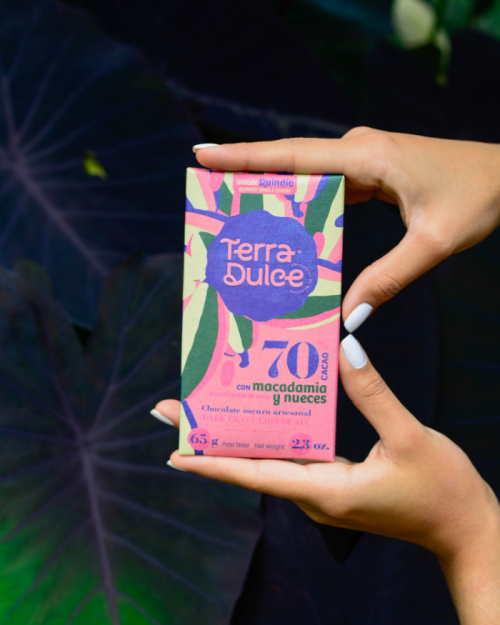 ORIGEN Quindío
Terra
Dulce
70
CACAO
CON macadamia
y nueces
Chocolate oscuro artesanal
DARK CRAFT CHOCOLATE
65 g Peso Neto . Net Weight 2.3 oz.